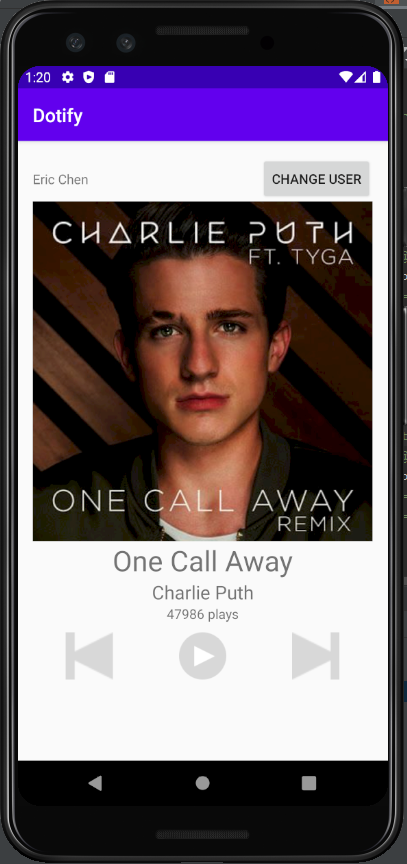 1:20
Dotify
Eric Chen
CHANGE USER
CHARLIE PUTH
FT. TYGA
ONE CALL AWAY
REMIX
One Call Away
Charlie Puth
47986 plays